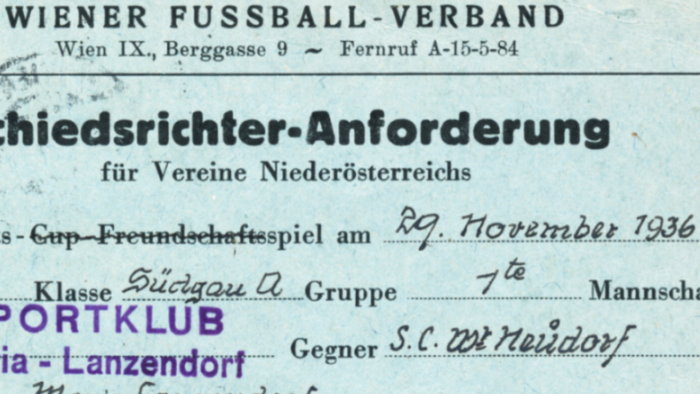 WIENER FUSSBALL-VERBAND
Wien IX., Berggasse 9 ~ Fernruf A-15-5-84
chiedsrichter-Anforderung
für Vereine Niederösterreichs
s - Cup-Freundschaftsspiel am 29. November 1936
Klasse Südgau A Gruppe 1te Mannscha
PORTKLUB
Gegner S.C. Neudorf
ia - Lanzendorf